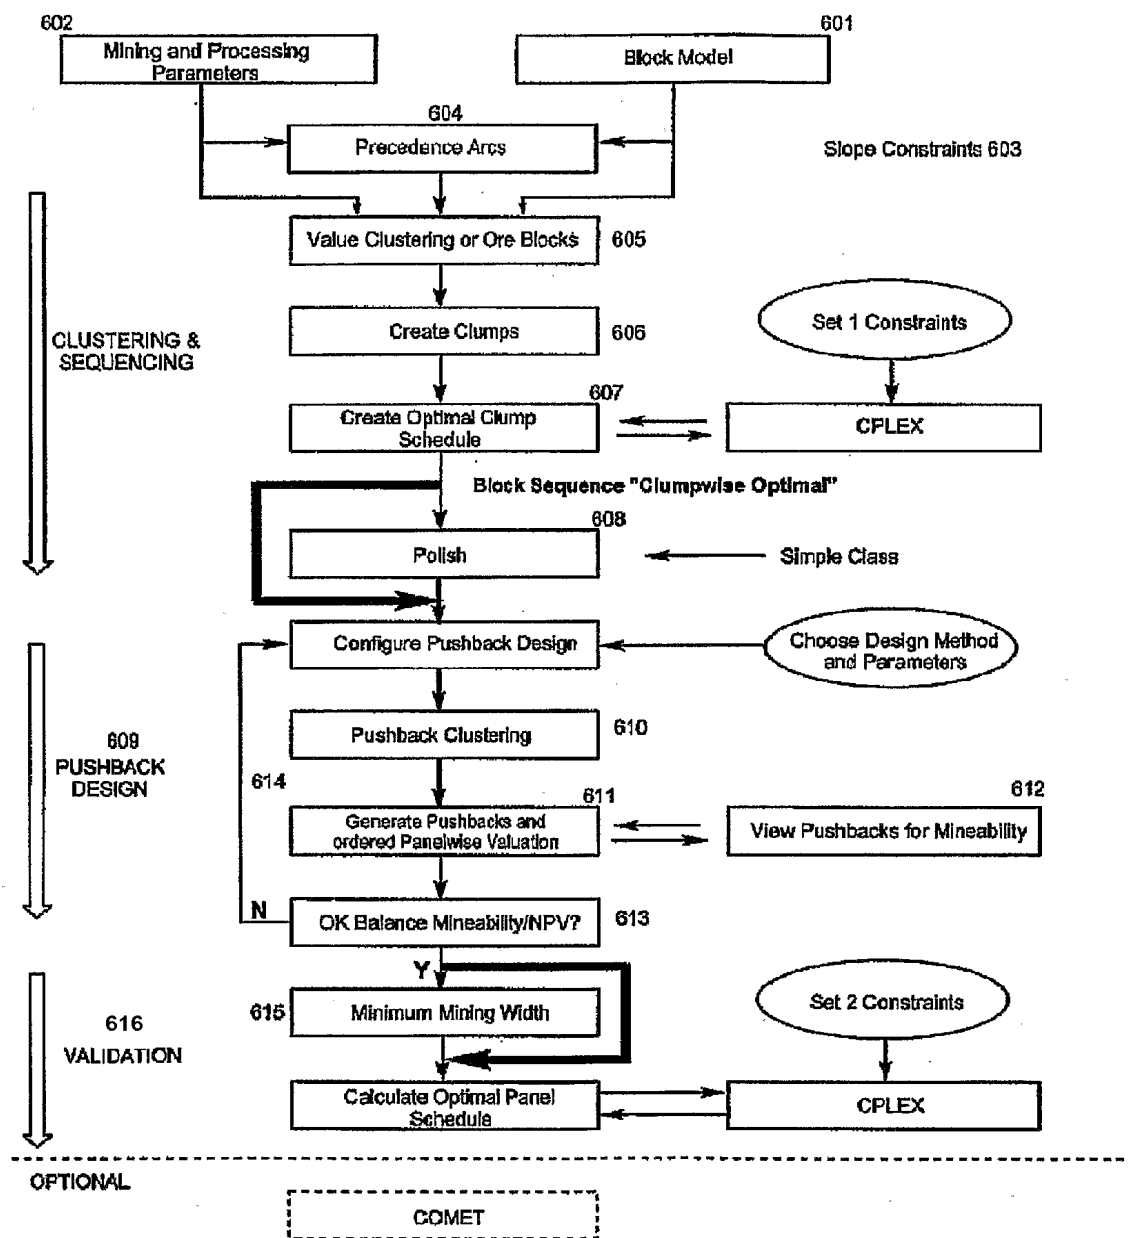 602
601
Mining and Processing
Parameters
Block Model
604
Precedence Arcs
Slope Constraints 603
Value Clustering or Ore Blocks
605
Create Clumps
606
Set 1 Constraints
CLUSTERING &
SEQUENCING
607
Create Optimal Clump
Schedule
CPLEX
Block Sequence "Clumpwise Optimal"
608
Polish
Simple Class
Configure Pushback Design
Choose Design Method
and Parameters
609
PUSHBACK
DESIGN
Pushback Clustering
610
614
611
612
Generate Pushbacks and
ordered Panelwise Valuation
View Pushbacks for Mineability
N
OK Balance Mineability/NPV?
613
Y
615
Minimum Mining Width
Set 2 Constraints
616
VALIDATION
Calculate Optimal Panel
Schedule
CPLEX
OPTIONAL
COMET